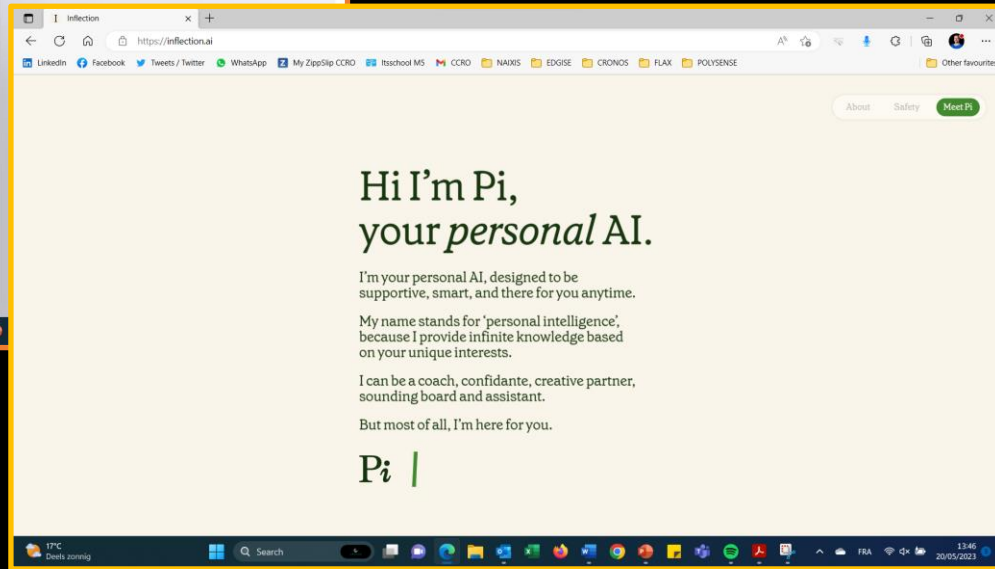 Inflection
https://inflection.ai
LinkedIn Facebook Tweets / Twitter WhatsApp My ZippSlip CCRO Itsschool M5 CCRO NAIXIS EDGISE CRONOS FLAX POLYSENSE Other favourites
About Safety Meet Pi
Hi I’m Pi,
your personal AI.
I’m your personal AI, designed to be
supportive, smart, and there for you anytime.
My name stands for ‘personal intelligence’,
because I provide infinite knowledge based
on your unique interests.
I can be a coach, confidante, creative partner,
sounding board and assistant.
But most of all, I’m here for you.
Pi
17°C
Deels zonnig
Search
FRA
13:46
20/05/2023